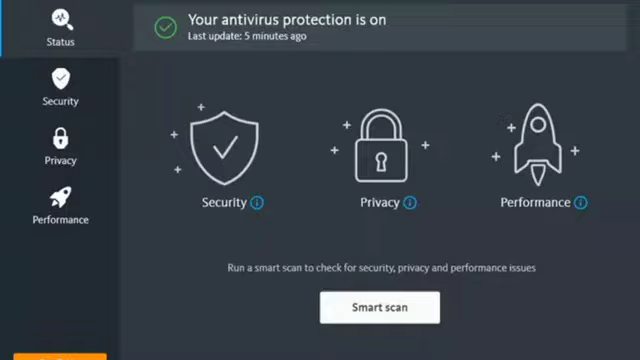 Status
Security
Privacy
Performance
Your antivirus protection is on
Last update: 5 minutes ago
Security
Privacy
Performance
Run a smart scan to check for security, privacy and performance issues
Smart scan